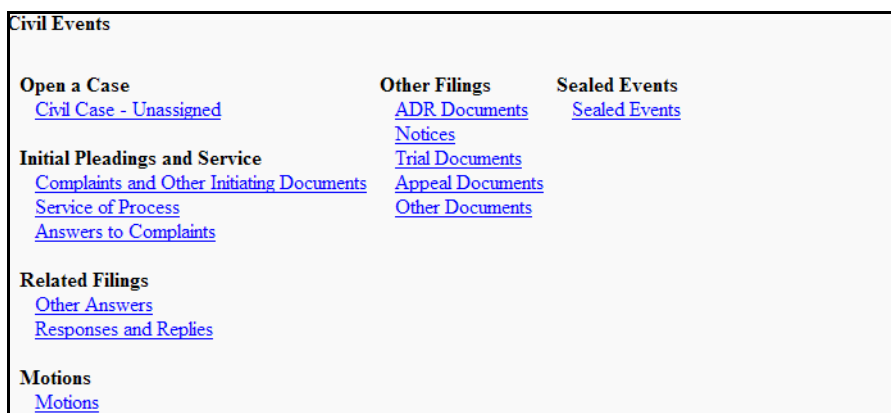 Civil Events
Open a Case
Civil Case - Unassigned
Initial Pleadings and Service
Complaints and Other Initiating Documents
Service of Process
Answers to Complaints
Related Filings
Other Answers
Responses and Replies
Motions
Motions
Other Filings
ADR Documents
Notices
Trial Documents
Appeal Documents
Other Documents
Sealed Events
Sealed Events